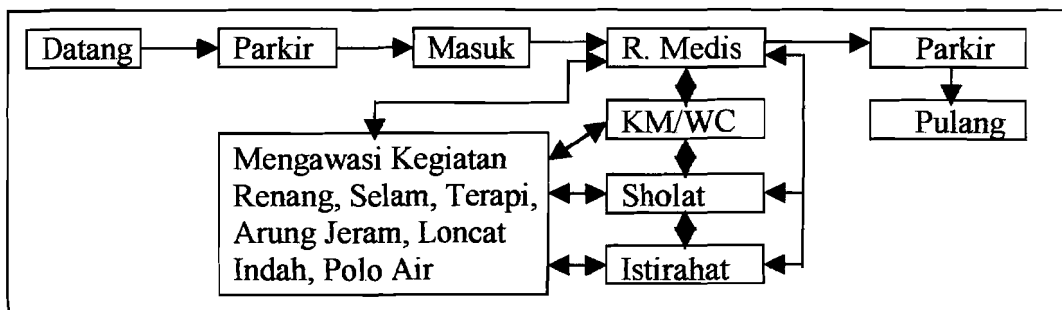 Datang
Parkir
Masuk
R. Medis
Parkir
KM/WC
Pulang
Mengawasi Kegiatan
Renang, Selam, Terapi,
Arung Jeram, Loncat
Indah, Polo Air
Sholat
Istirahat